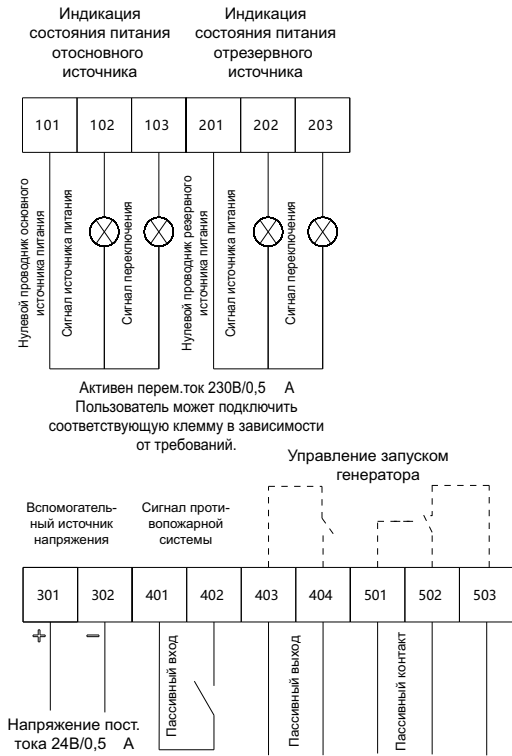 Индикация
состояния питания
отосновного
источника
Индикация
состояния питания
отрезервного
источника
101 102 103 201 202 203
Нулевой проводник основного
источника питания
Сигнал источника питания
Сигнал переключения
Нулевой проводник резервного
источника питания
Сигнал источника питания
Сигнал переключения
Активен перем.ток 230В/0,5 А
Пользователь может подключить
соответствующую клемму в зависимости
от требований.
Управление запуском
генератора
Вспомогатель-
ный источник
напряжения
Сигнал проти-
вопожарной
системы
301 302 401 402 403 404 501 502 503
+ −
Пассивный вход
Пассивный выход
Пассивный контакт
Напряжение пост.
тока 24В/0,5 А